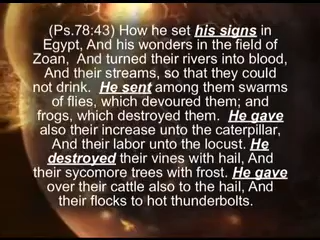 (Ps.78:43) How he set his signs in
Egypt, And his wonders in the field of
Zoan, And turned their rivers into blood,
And their streams, so that they could
not drink. He sent among them swarms
of flies, which devoured them; and
frogs, which destroyed them. He gave
also their increase unto the caterpillar,
And their labor unto the locust. He
destroyed their vines with hail, And
their sycomore trees with frost. He gave
over their cattle also to the hail, And
their flocks to hot thunderbolts.